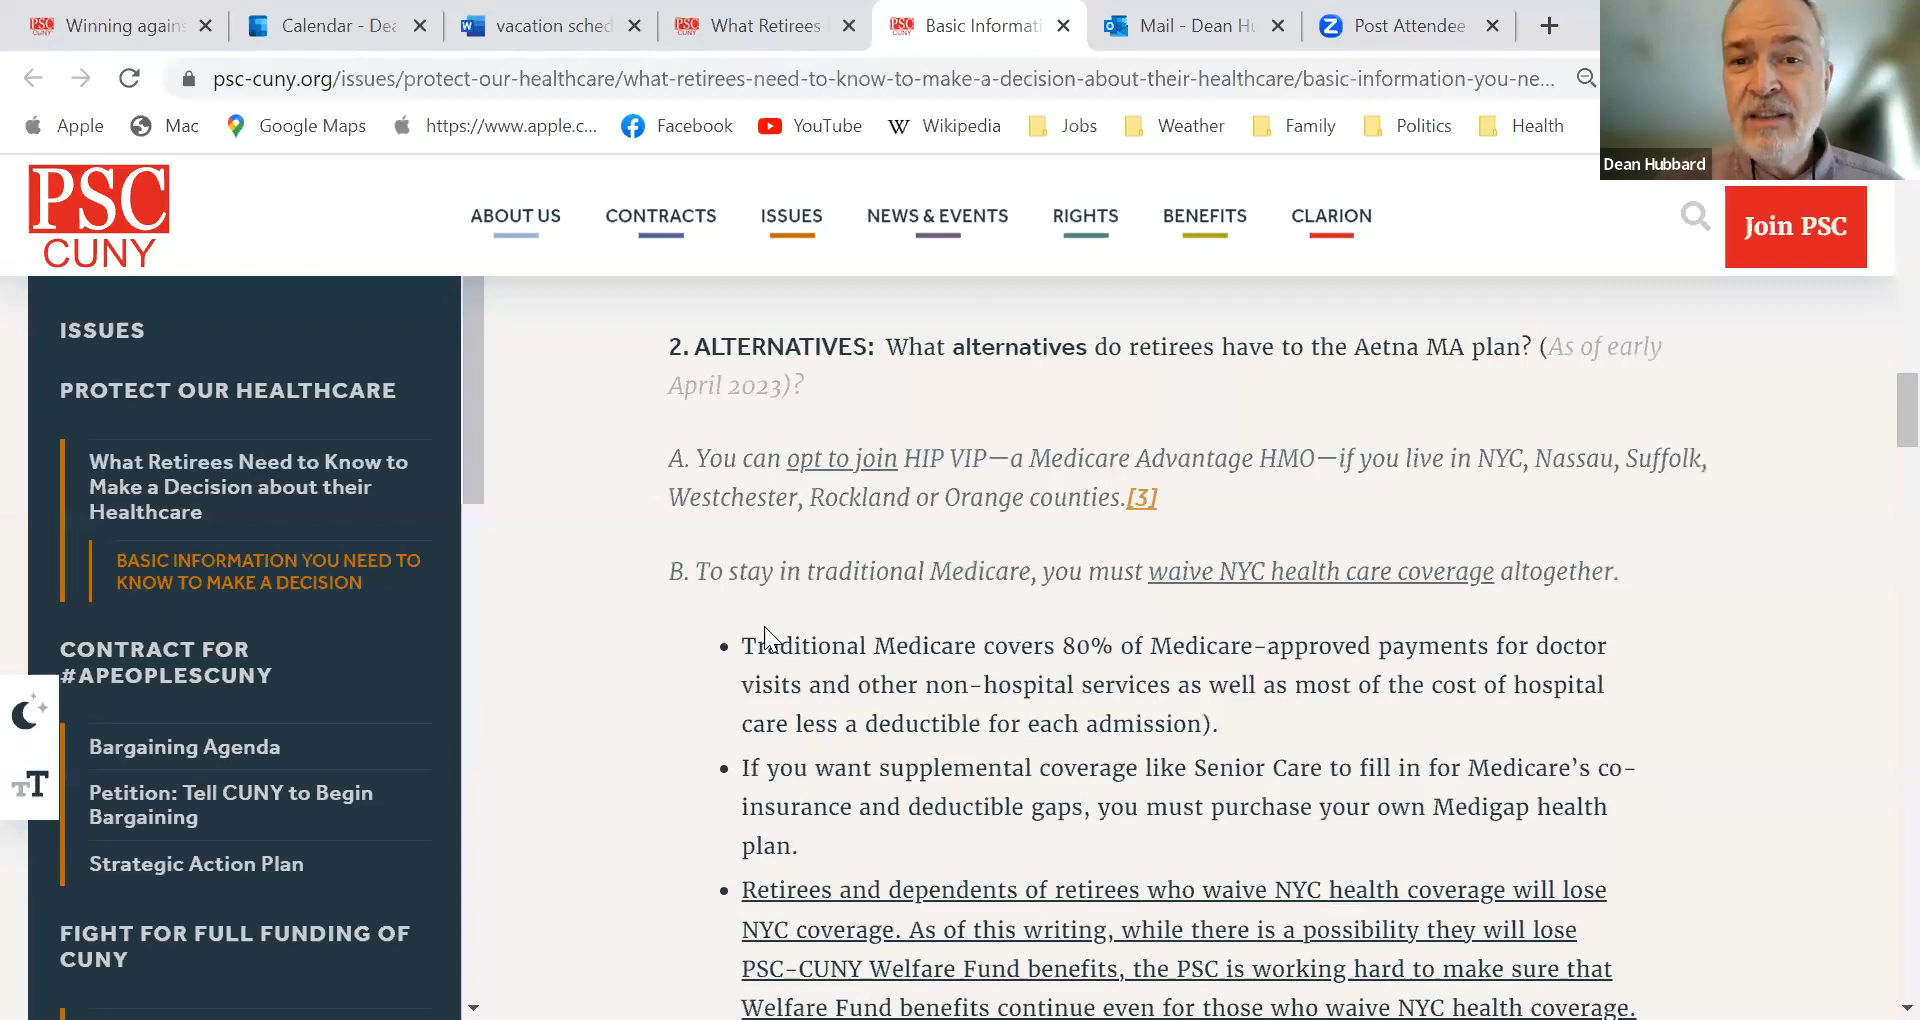 Winning again
Calendar - Dea
vacation sched
What Retirees
Basic Informati
Mail - Dean Hu
Post Attendee
psc-cuny.org/issues/protect-our-healthcare/what-retirees-need-to-know-to-make-a-decision-about-their-healthcare/basic-information-you-ne...
Apple
Mac
Google Maps
https://www.apple.c...
Facebook
YouTube
W Wikipedia
Jobs
Weather
Family
Politics
Health
Dean Hubbard
PSC
CUNY
ABOUT US
CONTRACTS
ISSUES
NEWS & EVENTS
RIGHTS
BENEFITS
CLARION
Join PSC
ISSUES
PROTECT OUR HEALTHCARE
What Retirees Need to Know to
Make a Decision about their
Healthcare
BASIC INFORMATION YOU NEED TO
KNOW TO MAKE A DECISION
CONTRACT FOR
#APEOPLESCUNY
Bargaining Agenda
Petition: Tell CUNY to Begin
Bargaining
Strategic Action Plan
FIGHT FOR FULL FUNDING OF
CUNY
TT
2. ALTERNATIVES: What alternatives do retirees have to the Aetna MA plan? (As of early
April 2023)?
A. You can opt to join HIP VIP—a Medicare Advantage HMO—if you live in NYC, Nassau, Suffolk,
Westchester, Rockland or Orange counties.[3]
B. To stay in traditional Medicare, you must waive NYC health care coverage altogether.
• Traditional Medicare covers 80% of Medicare-approved payments for doctor
visits and other non-hospital services as well as most of the cost of hospital
care less a deductible for each admission).
• If you want supplemental coverage like Senior Care to fill in for Medicare's co-
insurance and deductible gaps, you must purchase your own Medigap health
plan.
• Retirees and dependents of retirees who waive NYC health coverage will lose
NYC coverage. As of this writing, while there is a possibility they will lose
PSC-CUNY Welfare Fund benefits, the PSC is working hard to make sure that
Welfare Fund benefits continue even for those who waive NYC health coverage.